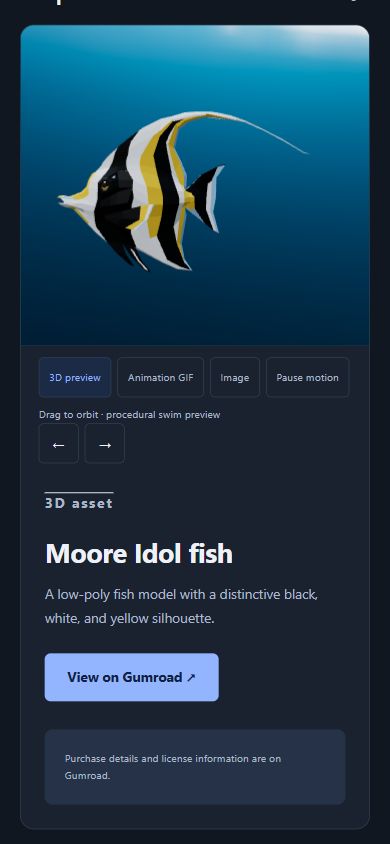 3D preview
Animation GIF
Image
Pause motion
Drag to orbit · procedural swim preview
←
→
3D asset
Moore Idol fish
A low-poly fish model with a distinctive black,
white, and yellow silhouette.
View on Gumroad ↗
Purchase details and license information are on
Gumroad.